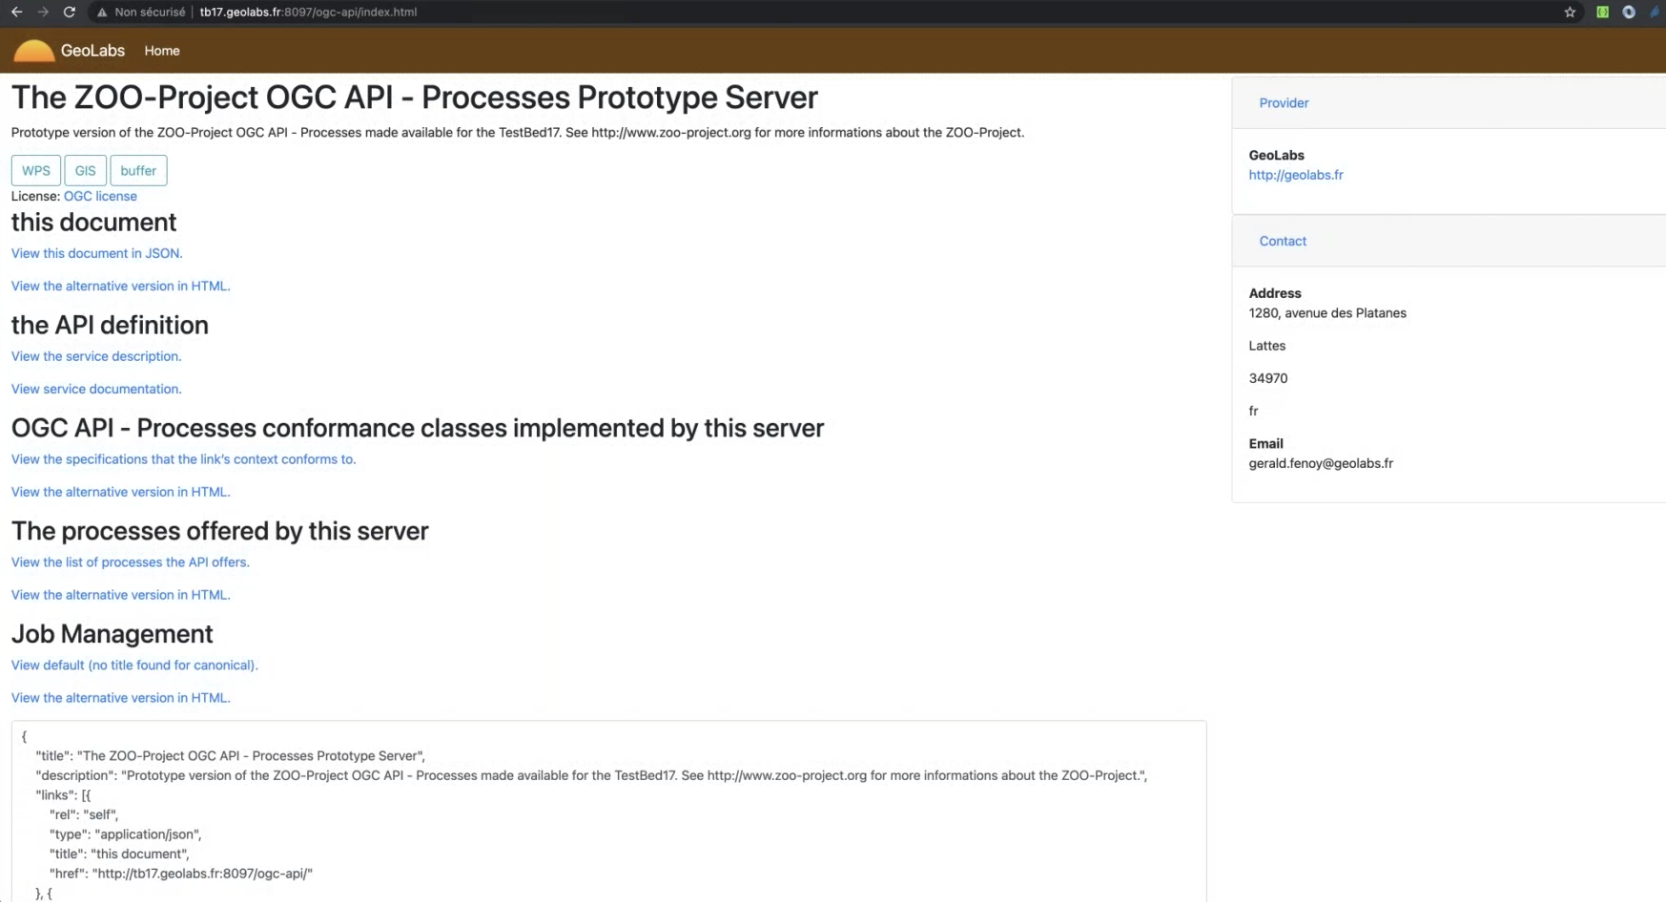 Non sécurisé | tb17.geolabs.fr:8097/ogc-api/index.html
GeoLabs Home
The ZOO-Project OGC API - Processes Prototype Server
Prototype version of the ZOO-Project OGC API - Processes made available for the TestBed17. See http://www.zoo-project.org for more informations about the ZOO-Project.
WPS GIS buffer
License: OGC license
this document
View this document in JSON.
View the alternative version in HTML.
the API definition
View the service description.
View service documentation.
OGC API - Processes conformance classes implemented by this server
View the specifications that the link's context conforms to.
View the alternative version in HTML.
The processes offered by this server
View the list of processes the API offers.
View the alternative version in HTML.
Job Management
View default (no title found for canonical).
View the alternative version in HTML.
{
"title": "The ZOO-Project OGC API - Processes Prototype Server",
"description": "Prototype version of the ZOO-Project OGC API - Processes made available for the TestBed17. See http://www.zoo-project.org for more informations about the ZOO-Project.",
"links": [{
"rel": "self",
"type": "application/json",
"title": "this document",
"href": "http://tb17.geolabs.fr:8097/ogc-api/"
}, {
Provider
GeoLabs
http://geolabs.fr
Contact
Address
1280, avenue des Platanes
Lattes
34970
fr
Email
gerald.fenoy@geolabs.fr